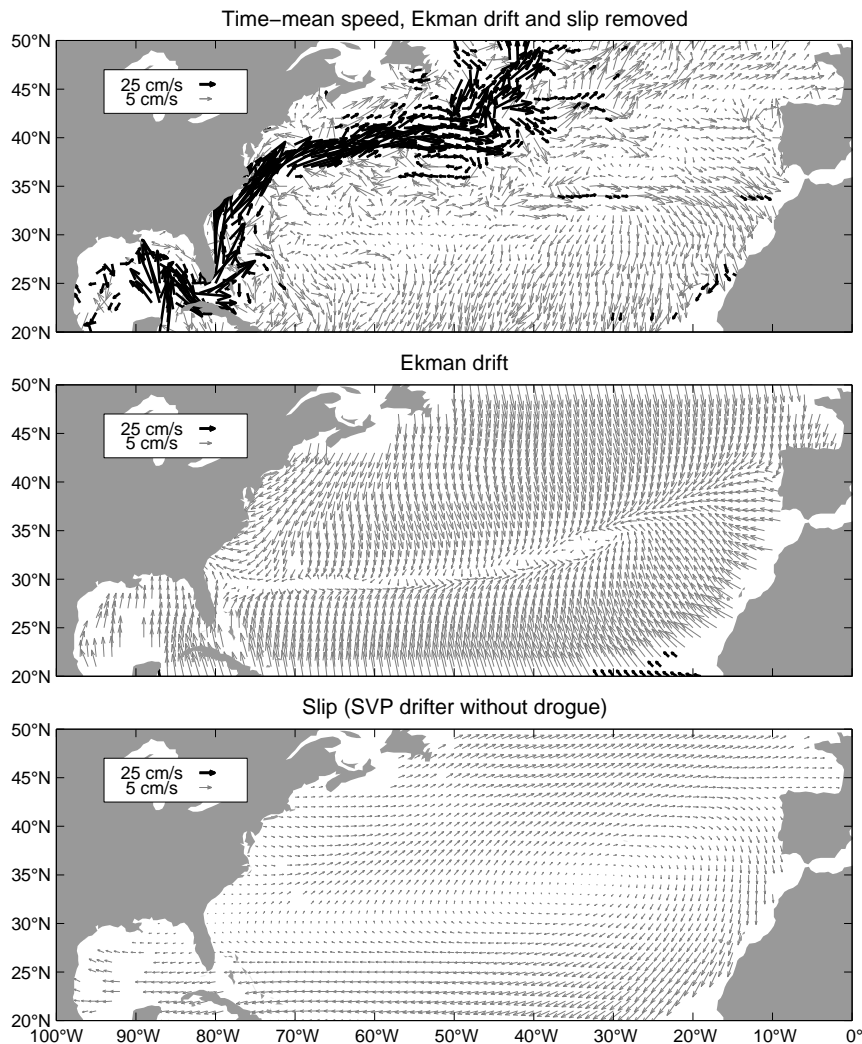 Time−mean speed, Ekman drift and slip removed
50°N
45°N
40°N
35°N
30°N
25°N
20°N
25 cm/s
5 cm/s
Ekman drift
50°N
45°N
40°N
35°N
30°N
25°N
20°N
25 cm/s
5 cm/s
Slip (SVP drifter without drogue)
50°N
45°N
40°N
35°N
30°N
25°N
20°N
25 cm/s
5 cm/s
100°W 90°W 80°W 70°W 60°W 50°W 40°W 30°W 20°W 10°W 0°